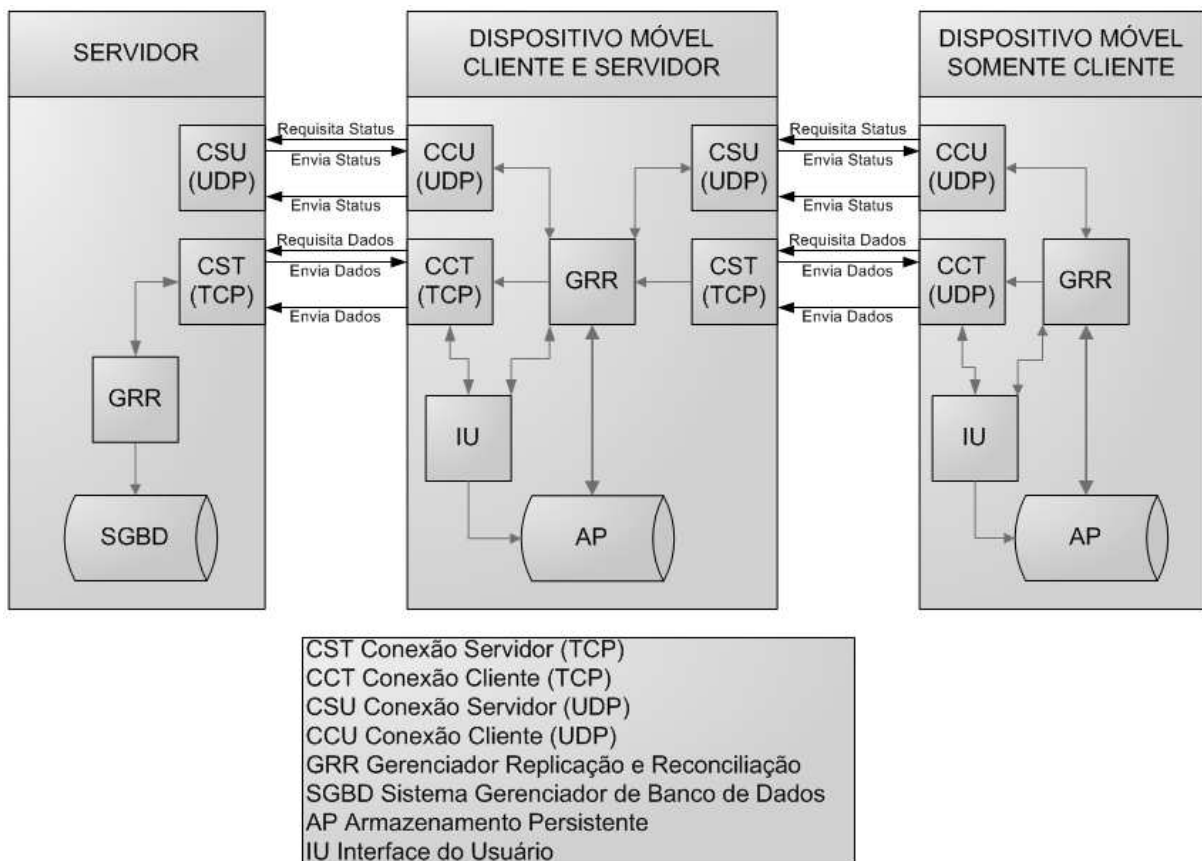 SERVIDOR
DISPOSITIVO MÓVEL
CLIENTE E SERVIDOR
DISPOSITIVO MÓVEL
SOMENTE CLIENTE
CSU
(UDP)
Requisita Status
Envia Status
Envia Status
CCU
(UDP)
CSU
(UDP)
Requisita Status
Envia Status
Envia Status
CCU
(UDP)
CST
(TCP)
Requisita Dados
Envia Dados
Envia Dados
CCT
(TCP)
GRR
CST
(TCP)
Requisita Dados
Envia Dados
Envia Dados
CCT
(UDP)
GRR
GRR
IU
IU
SGBD
AP
AP
CST Conexão Servidor (TCP)
CCT Conexão Cliente (TCP)
CSU Conexão Servidor (UDP)
CCU Conexão Cliente (UDP)
GRR Gerenciador Replicação e Reconciliação
SGBD Sistema Gerenciador de Banco de Dados
AP Armazenamento Persistente
IU Interface do Usuário